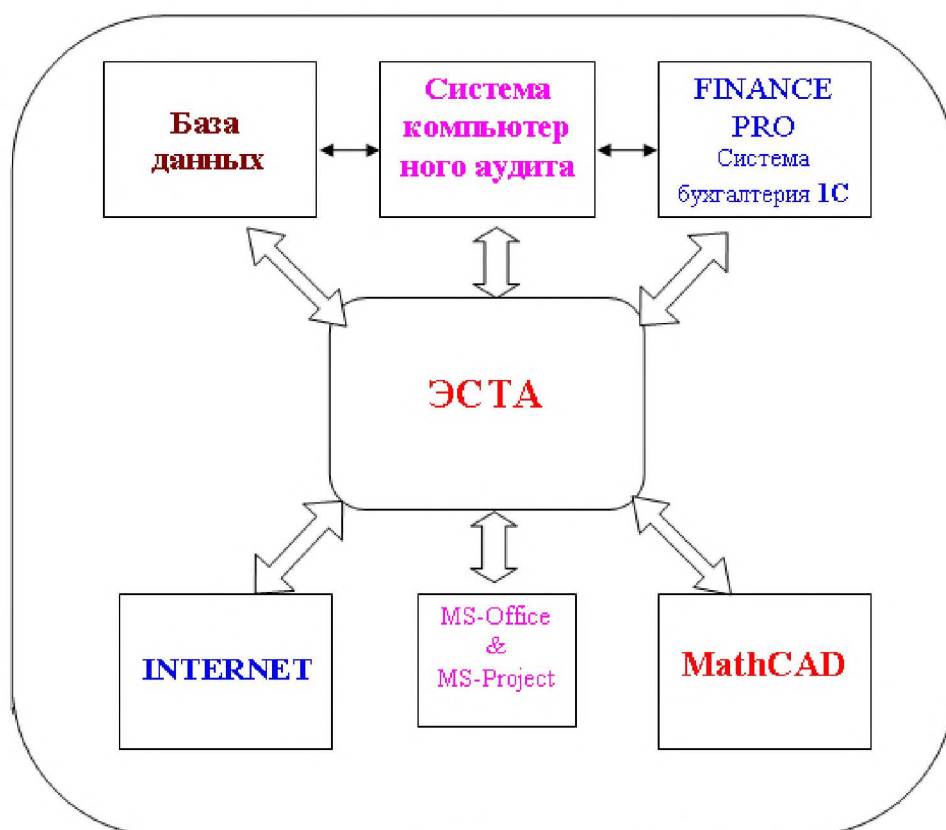 База
данных
Система
компьютер
ного аудита
FINANCE
PRO
Система
бухгалтерия 1С
ЭСТА
INTERNET
MS-Office
&
MS-Project
MathCAD